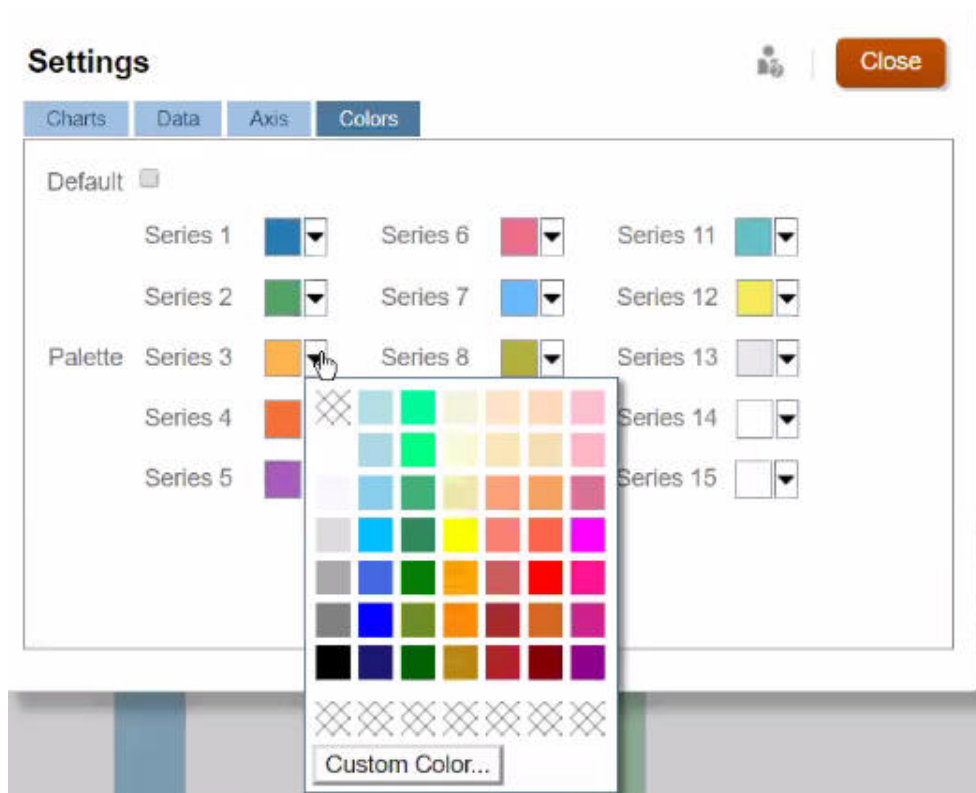 Settings
Close
Charts Data Axis Colors
Default
Series 1 Series 6 Series 11
Series 2 Series 7 Series 12
Palette Series 3 Series 8 Series 13
Series 4 Series 14
Series 5 Series 15
Custom Color...